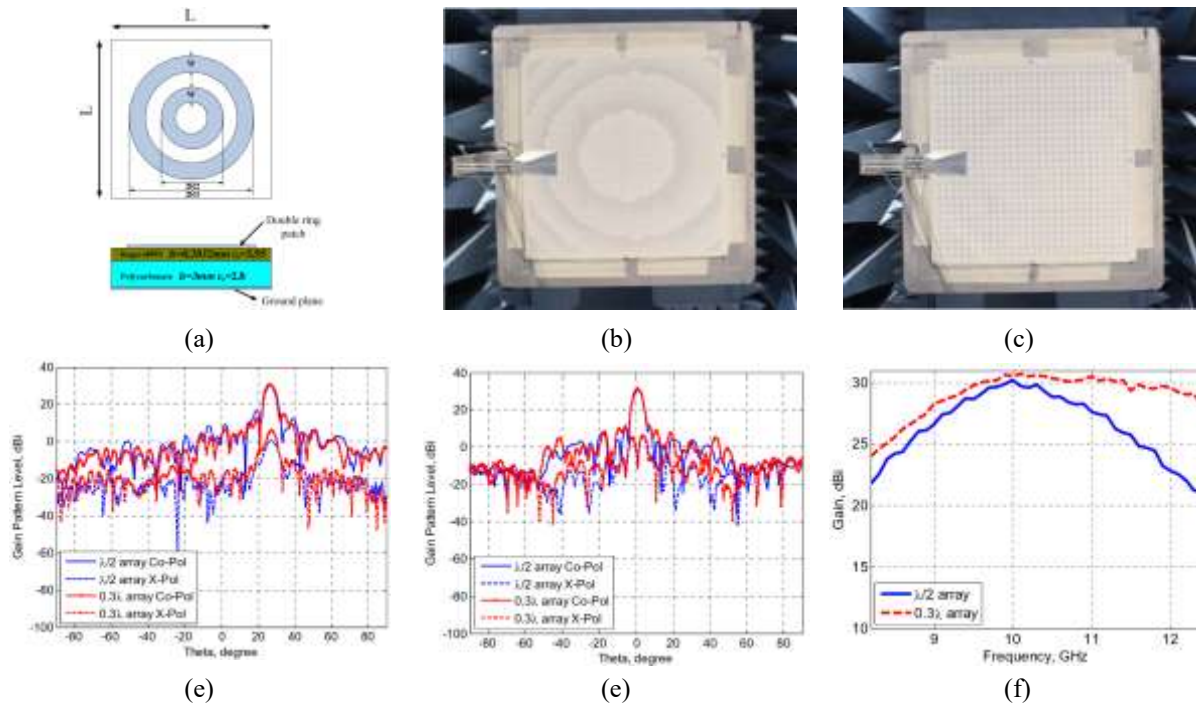 L
L
Double ring
patch
Ground plane
(a)
(b)
(c)
40
20
0
-20
-40
-60
-80
-100
Gain Pattern Level, dBi
λ/2 array Co-Pol
λ/2 array X-Pol
0.3λ array Co-Pol
0.3λ array X-Pol
-80 -60 -40 -20 0 20 40 60 80
Theta, degree
(e)
40
20
0
-20
-40
-60
-80
-100
Gain Pattern Level, dBi
λ/2 array Co-Pol
λ/2 array X-Pol
0.3λ array Co-Pol
0.3λ array X-Pol
-80 -60 -40 -20 0 20 40 60 80
Theta, degree
(e)
30
25
20
15
10
Gain, dBi
λ/2 array
0.3λ array
9 10 11 12
Frequency, GHz
(f)